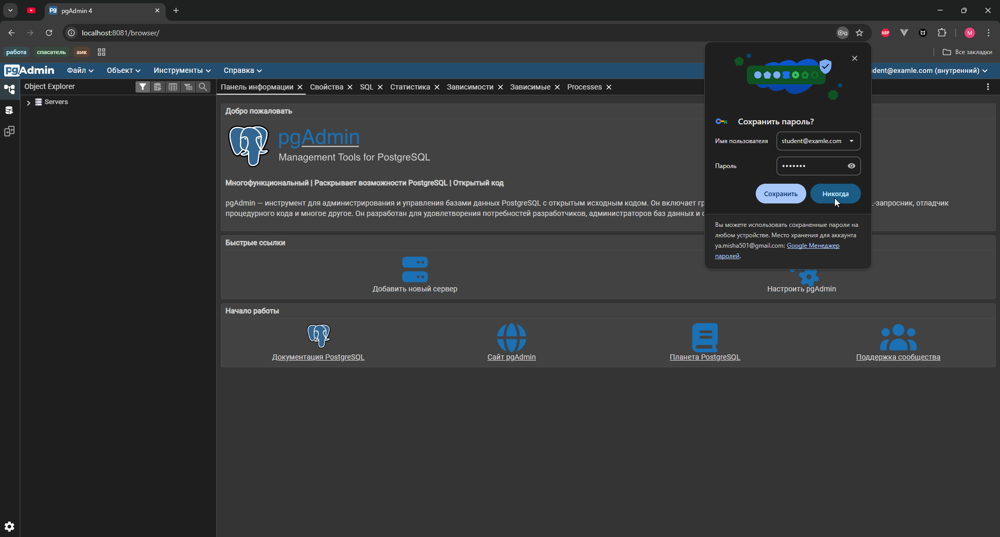 pgAdmin 4
localhost:8081/browser/
ABP
M
работа
спасатель
аик
Все закладки
pgAdmin
Файл
Объект
Инструменты
Справка
dent@examle.com (внутренний)
Object Explorer
Панель информации
Свойства
SQL
Статистика
Зависимости
Зависимые
Processes
Servers
Добро пожаловать
pgAdmin
Management Tools for PostgreSQL
Многофункциональный | Раскрывает возможности PostgreSQL | Открытый код
pgAdmin — инструмент для администрирования и управления базами данных PostgreSQL с открытым исходным кодом. Он включает гр -запросник, отладчик
процедурного кода и многое другое. Он разработан для удовлетворения потребностей разработчиков, администраторов баз данных и с
Быстрые ссылки
Добавить новый сервер
Настроить pgAdmin
Начало работы
Документация PostgreSQL
Сайт pgAdmin
Планета PostgreSQL
Поддержка сообщества
Сохранить пароль?
Имя пользователя
student@examle.com
Пароль
•••••••
Сохранить
Никогда
Вы можете использовать сохраненные пароли на
любом устройстве. Место хранения для аккаунта
ya.misha501@gmail.com: Google Менеджер
паролей.